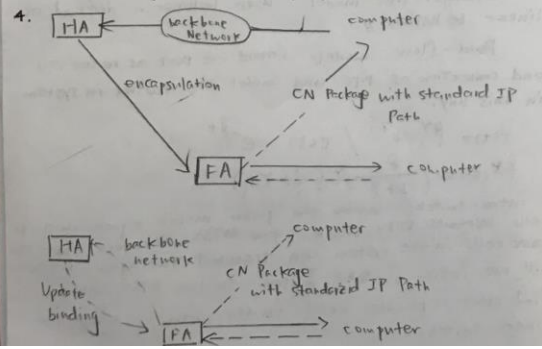 4.
HA
backbone
Network
computer
encapsulation
CN Package with standard IP
Path
FA
computer
HA
backbone
network
computer
CN Package
with standard IP Path
Update
binding
FA
computer